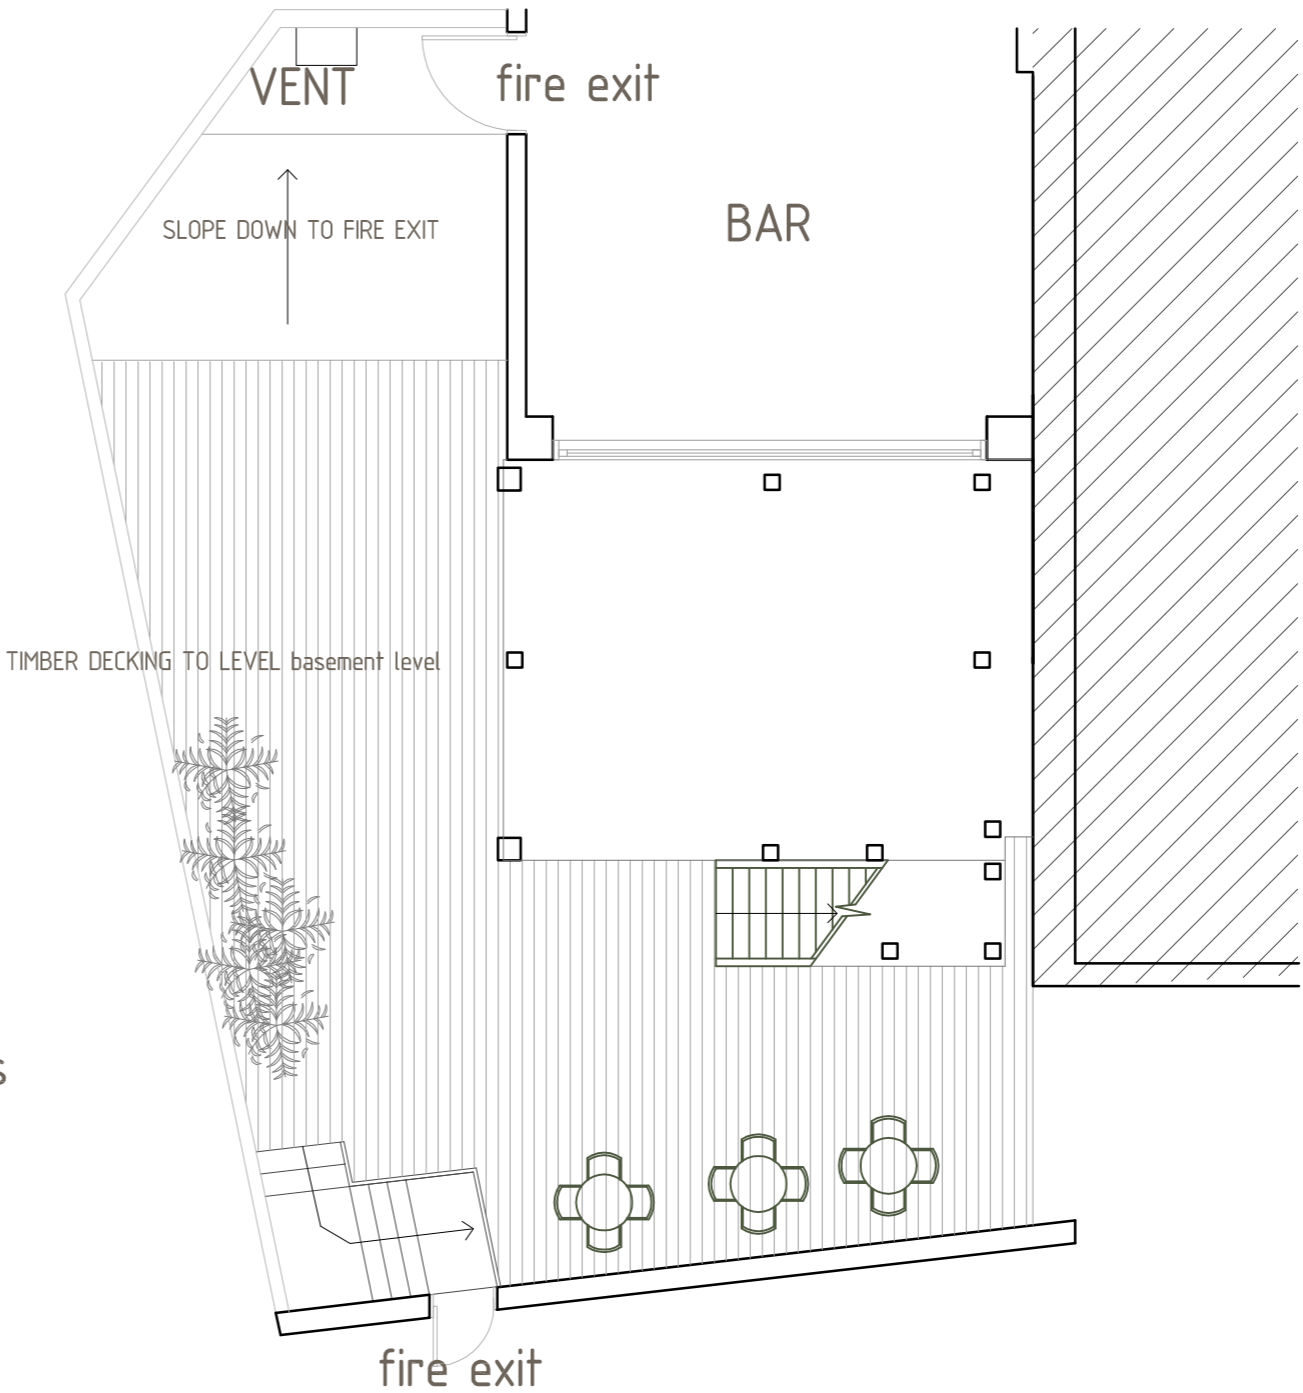 VENT
fire exit
SLOPE DOWN TO FIRE EXIT
BAR
TIMBER DECKING TO LEVEL basement level
s
fire exit